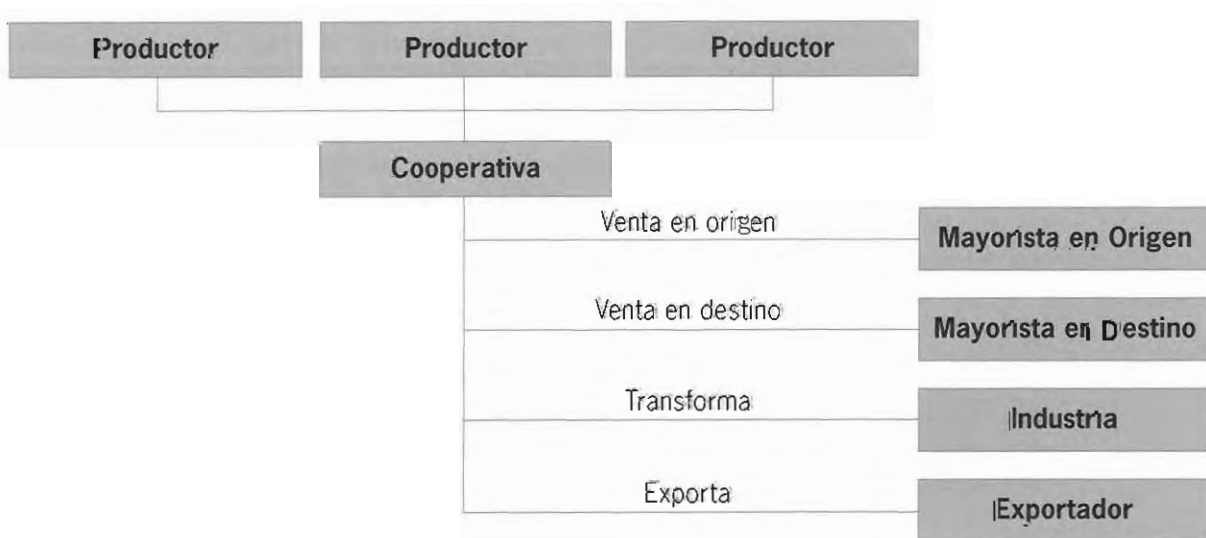 Productor
Productor
Productor
Cooperativa
Venta en origen
Mayorista en Origen
Venta en destino
Mayorista en Destino
Transforma
Industria
Exporta
Exportador